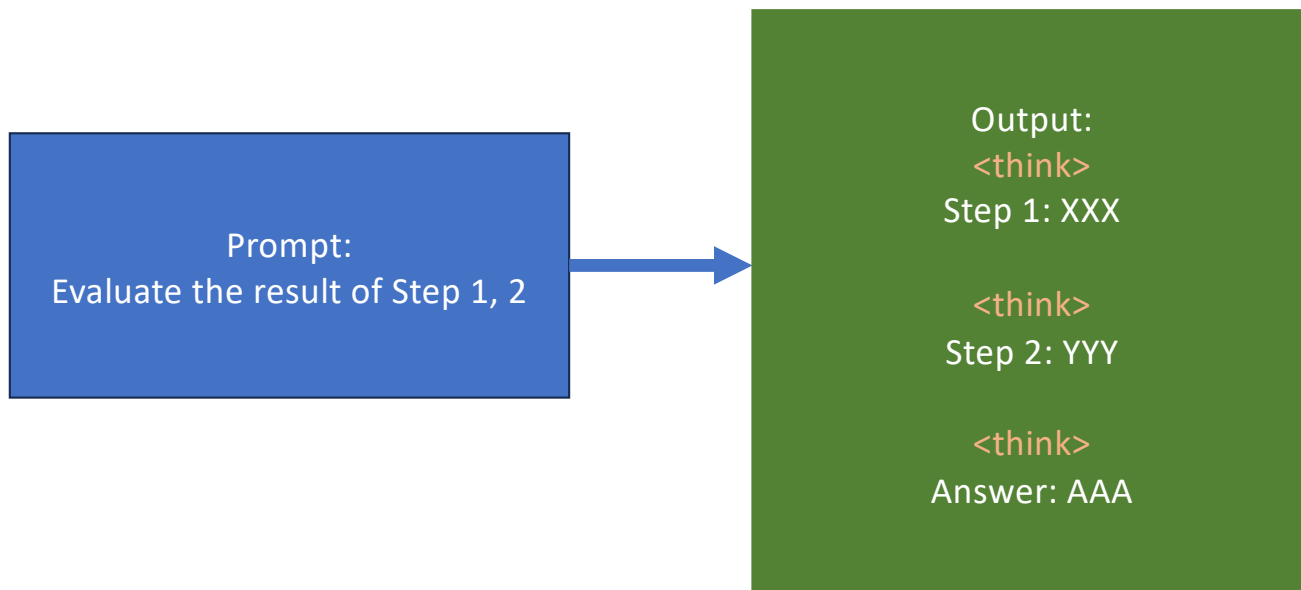 Prompt:
Evaluate the result of Step 1, 2
Output:
<think>
Step 1: XXX
<think>
Step 2: YYY
<think>
Answer: AAA